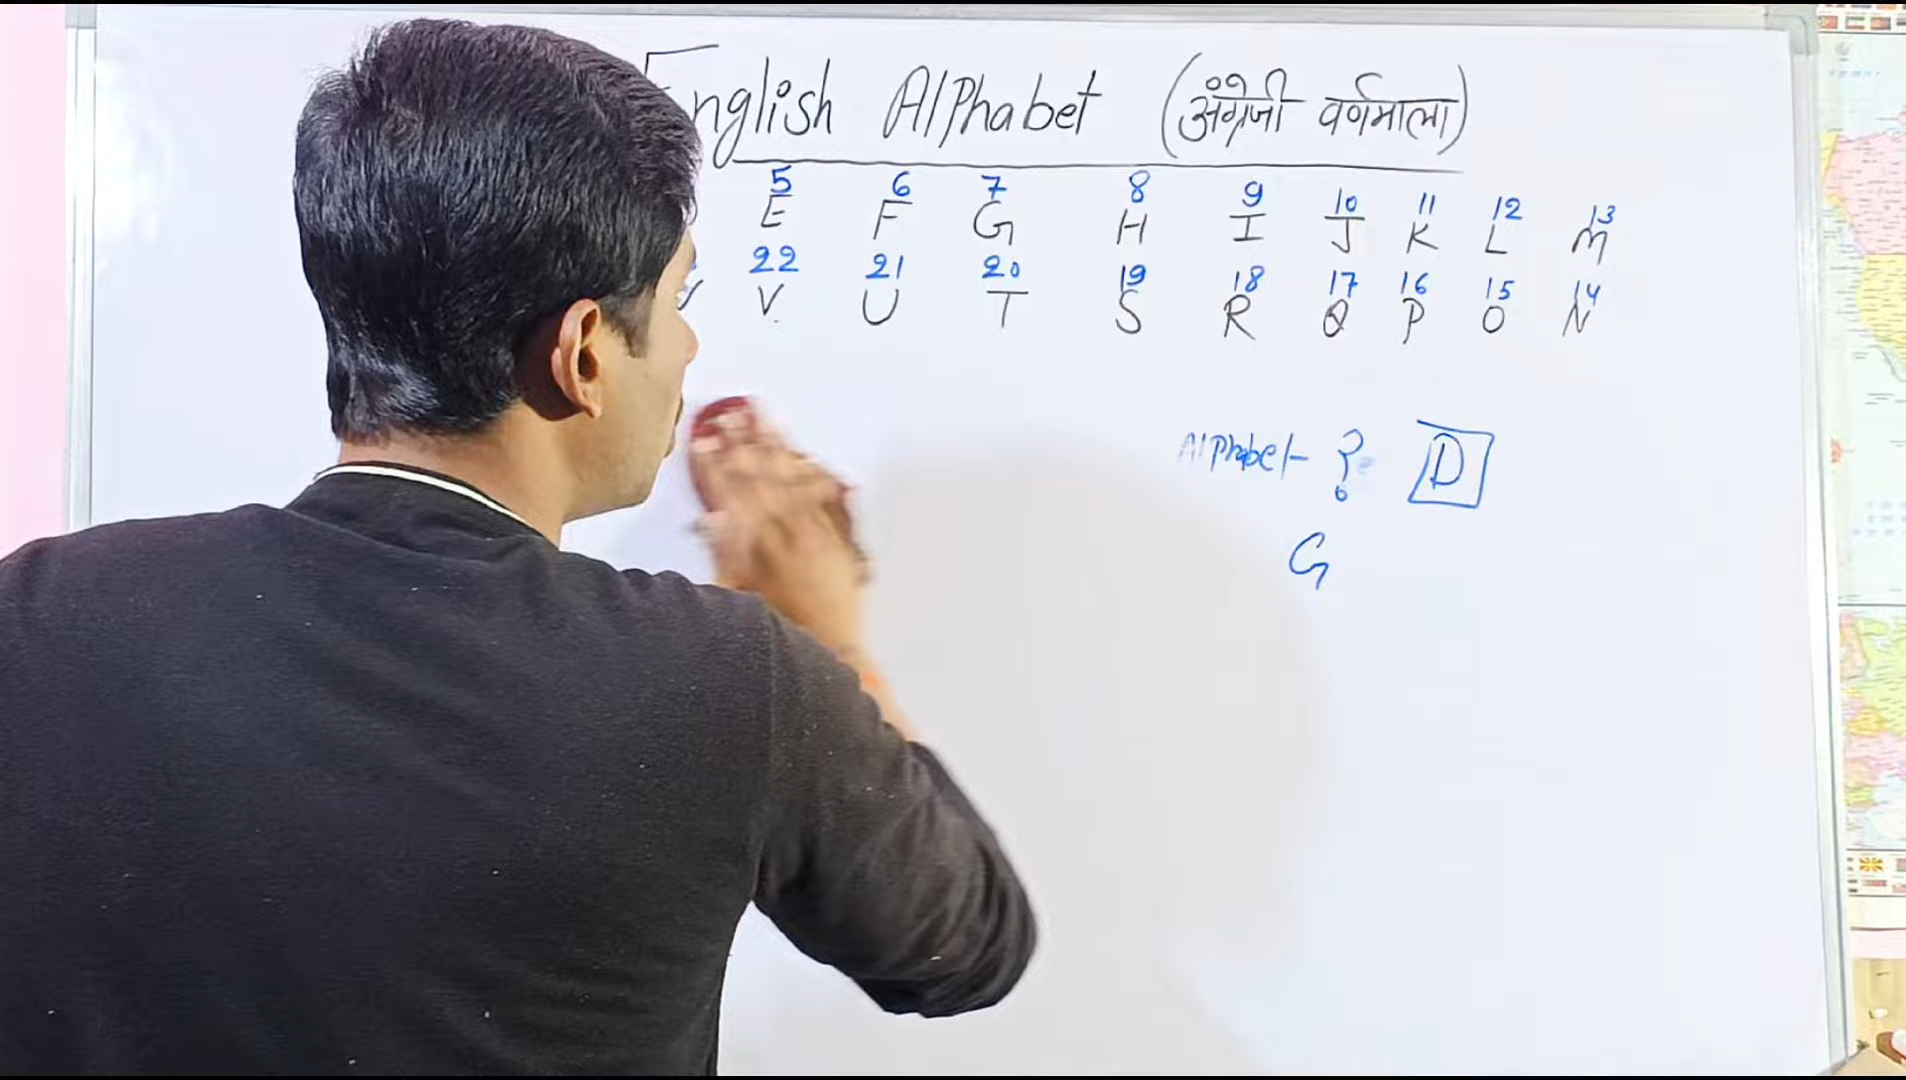 English Alphabet (अंग्रेजी वर्णमाला)
5 6 7 8 9 10 11 12 13
E F G H I J K L M
22 21 20 19 18 17 16 15 14
V U T S R Q P O N
Alphabet ? D
G